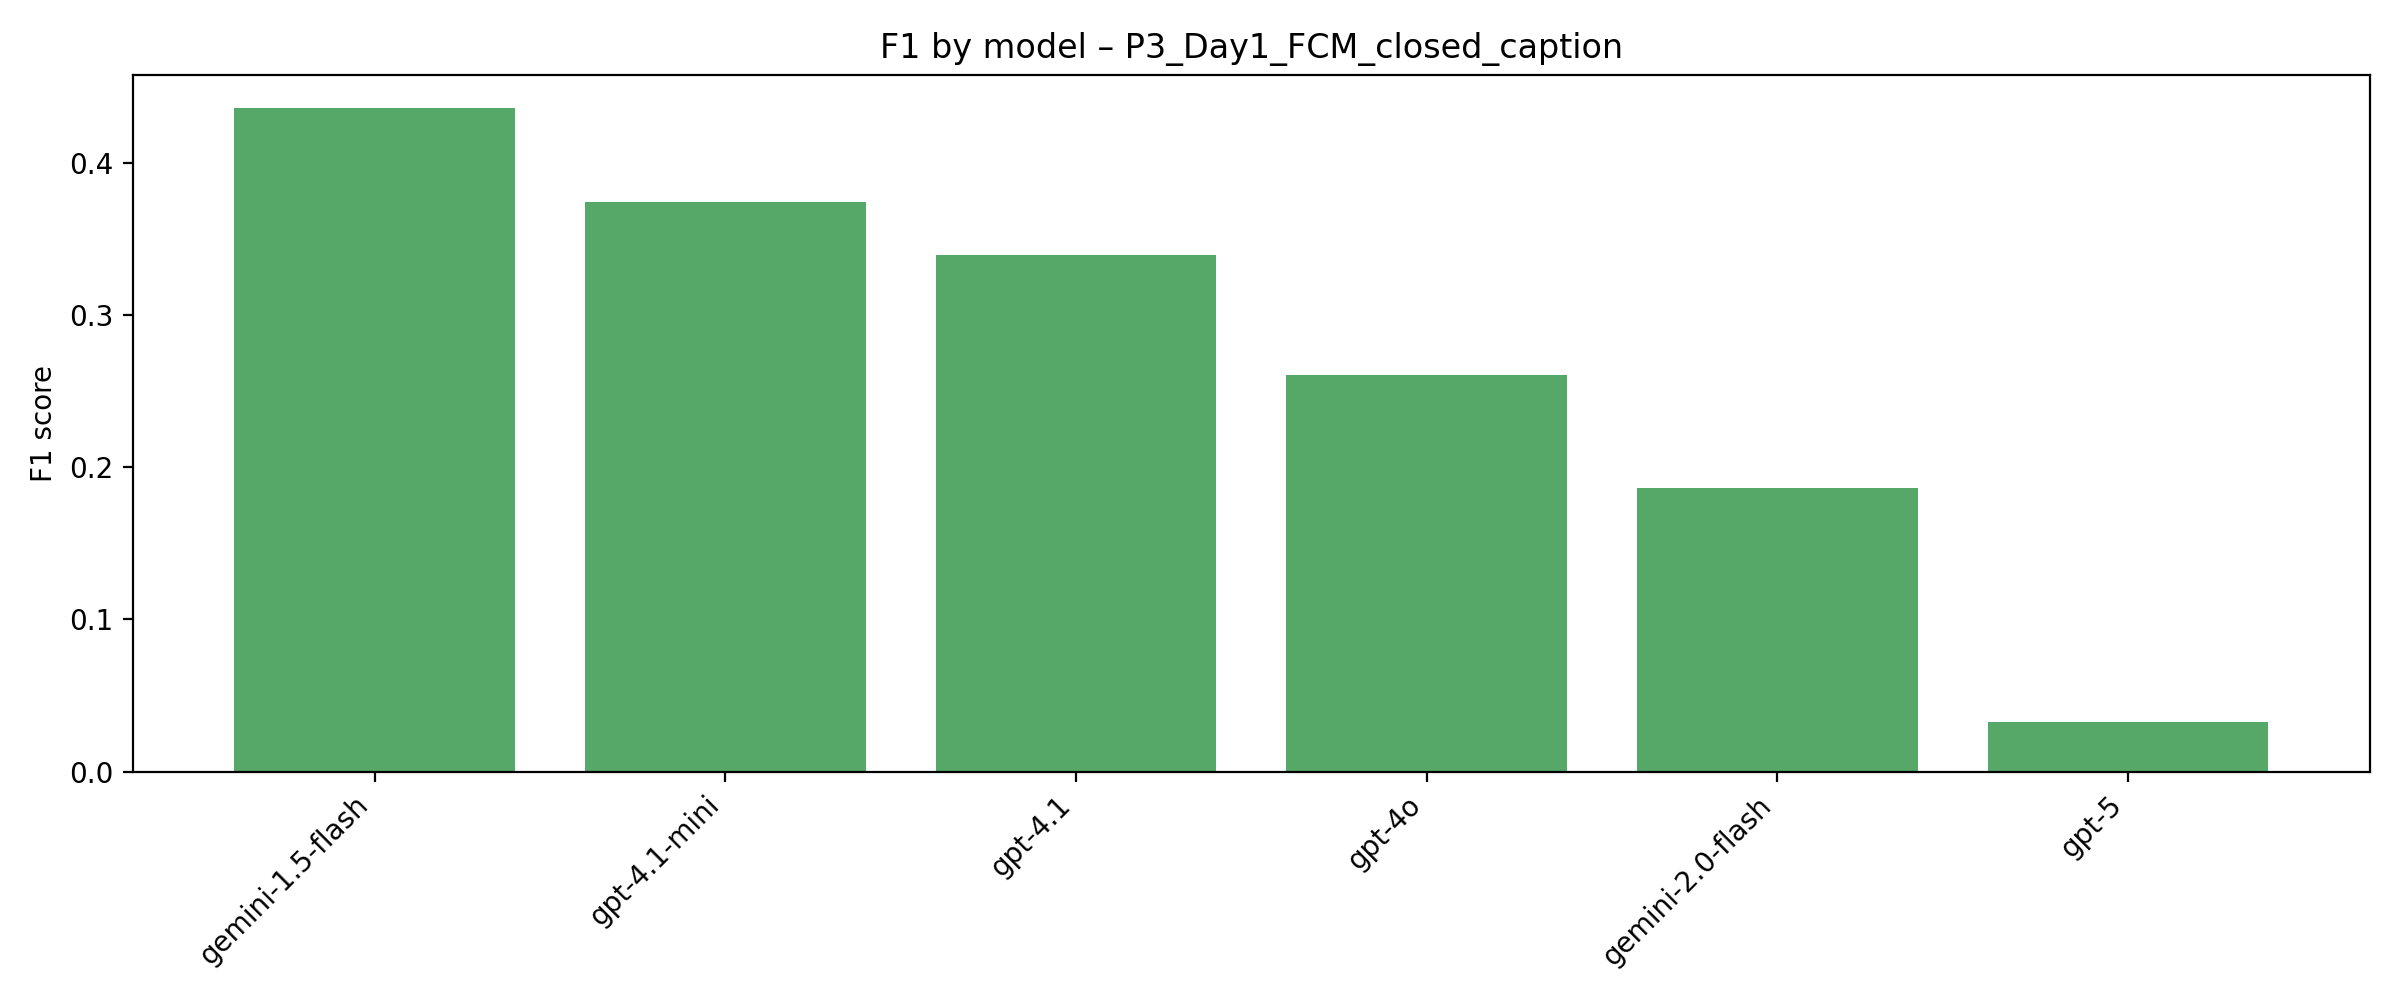 F1 by model – P3_Day1_FCM_closed_caption
F1 score
0.4
0.3
0.2
0.1
0.0
gemini-1.5-flash
gpt-4.1-mini
gpt-4.1
gpt-4o
gemini-2.0-flash
gpt-5